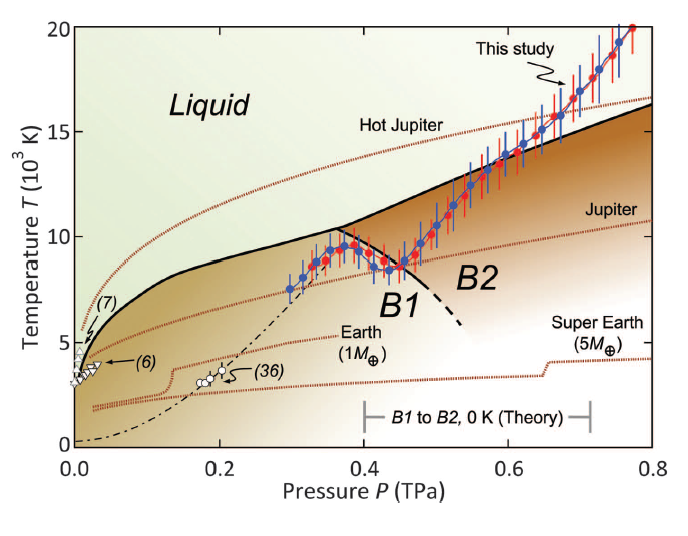 20
15
10
5
0
Temperature T (10³ K)
This study
Liquid
Hot Jupiter
Jupiter
(7)
B2
B1
(6)
Earth
(1M⊕)
Super Earth
(5M⊕)
(36)
B1 to B2, 0 K (Theory)
0.0
0.2
0.4
0.6
0.8
Pressure P (TPa)